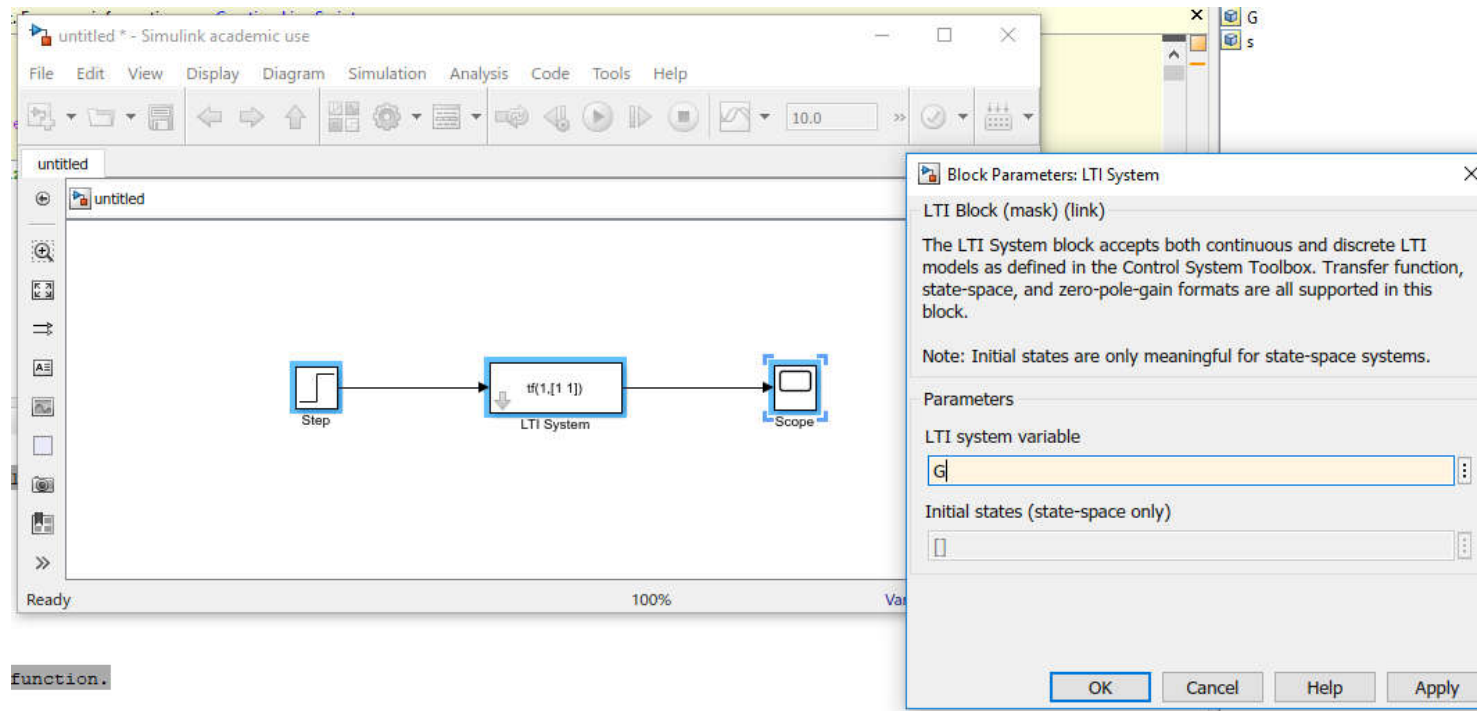 G
s
untitled * - Simulink academic use
File Edit View Display Diagram Simulation Analysis Code Tools Help
10.0 »
untitled
untitled
Step
tf(1,[1 1])
LTI System
Scope
»
Ready 100%
function.
Block Parameters: LTI System
LTI Block (mask) (link)
The LTI System block accepts both continuous and discrete LTI
models as defined in the Control System Toolbox. Transfer function,
state-space, and zero-pole-gain formats are all supported in this
block.
Note: Initial states are only meaningful for state-space systems.
Parameters
LTI system variable
G
Initial states (state-space only)
[]
OK Cancel Help Apply